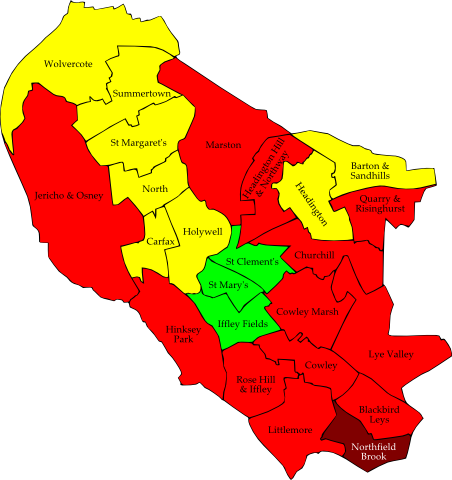 Wolvercote
Summertown
St Margaret's
Marston
Headington Hill
& Northway
Barton &
Sandhills
Jericho & Osney
North
Headington
Quarry &
Risinghurst
Carfax
Holywell
St Clement's
Churchill
St Mary's
Cowley Marsh
Iffley Fields
Hinksey
Park
Lye Valley
Cowley
Rose Hill
& Iffley
Blackbird
Leys
Littlemore
Northfield
Brook